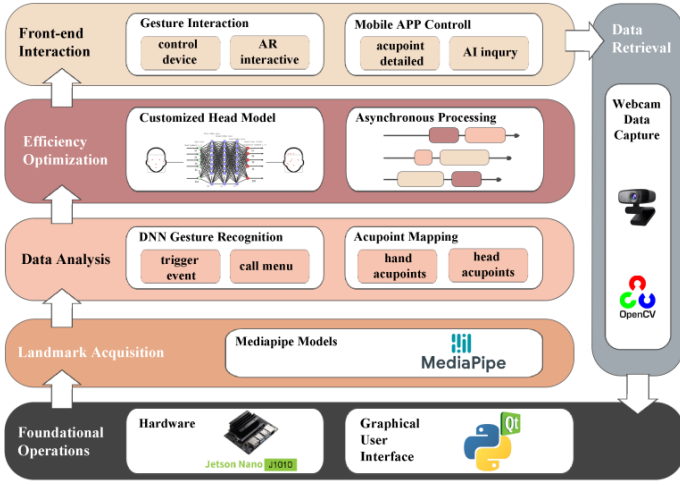 Front-end
Interaction
Gesture Interaction
control
device
AR
interactive
Mobile APP Controll
acupoint
detailed
AI inqury
Data
Retrieval
Webcam
Data
Capture
OpenCV
Efficiency
Optimization
Customized Head Model
Asynchronous Processing
Data Analysis
DNN Gesture Recognition
trigger
event
call menu
Acupoint Mapping
hand
acupoints
head
acupoints
Landmark Acquisition
Mediapipe Models
MediaPipe
Foundational
Operations
Hardware
Jetson Nano J1010
Graphical
User
Interface
Qt